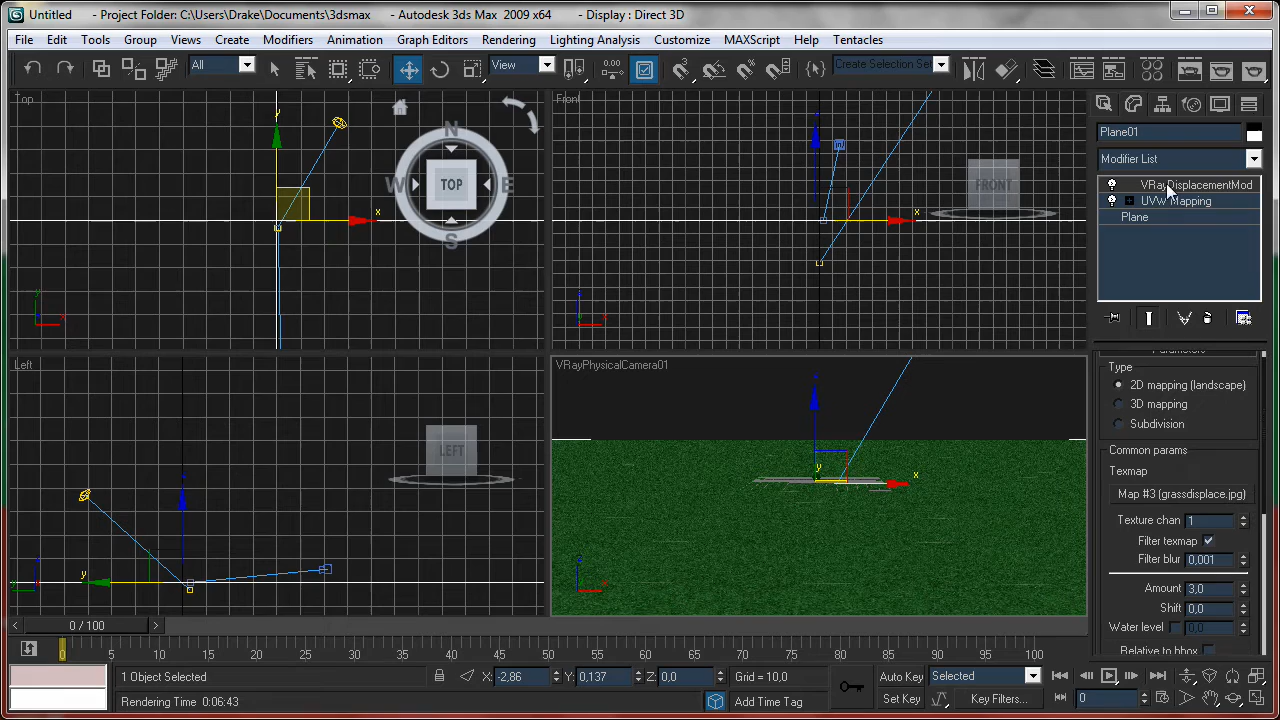 Untitled - Project Folder: C:\Users\Drake\Documents\3dsmax - Autodesk 3ds Max 2009 x64 - Display : Direct 3D
File Edit Tools Group Views Create Modifiers Animation Graph Editors Rendering Lighting Analysis Customize MAXScript Help Tentacles
All View 0.00 3 Create Selection Set
Top
N
W TOP E
S
y
x
y
x
Front
FRONT
x
x
Plane01
Modifier List
VRayDisplacementMod
UVW Mapping
Plane
Left
LEFT
y
VRayPhysicalCamera01
y
x
x
Parameters
Type
2D mapping (landscape)
3D mapping
Subdivision
Common params
Texmap
Map #3 (grassdisplace.jpg)
Texture chan 1
Filter texmap
Filter blur 0,001
Amount 3,0
Shift 0,0
Water level 0,0
Relative to bbox
< 0 / 100 >
0 5 10 15 20 25 30 35 40 45 50 55 60 65 70 75 80 85 90 95 100
1 Object Selected X: -2,86 Y: 0,137 Z: 0,0 Grid = 10,0 Auto Key Selected
Rendering Time 0:06:43 Add Time Tag Set Key Key Filters... 0